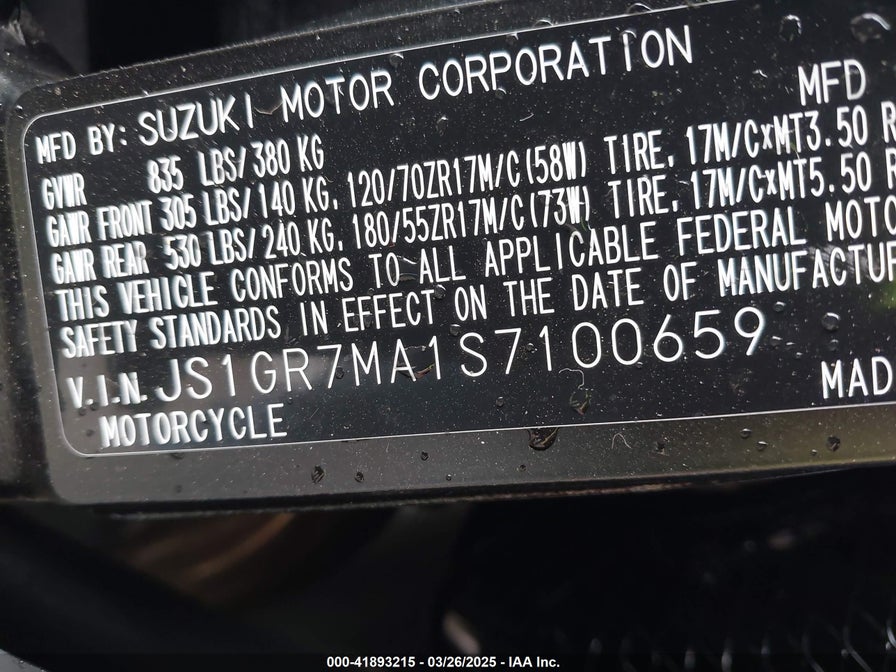 MFD BY: SUZUKI MOTOR CORPORATION MFD
GVWR 835 LBS/380 KG
GAWR FRONT 305 LBS/140 KG, 120/70ZR17M/C(58W) TIRE, 17M/CxMT3.50 R
GAWR REAR 530 LBS/240 KG, 180/55ZR17M/C(73W) TIRE, 17M/CxMT5.50 R
THIS VEHICLE CONFORMS TO ALL APPLICABLE FEDERAL MOTO
SAFETY STANDARDS IN EFFECT ON THE DATE OF MANUFACTUF
V.I.N. JS1GR7MA1S7100659
MOTORCYCLE MAD
000-41893215 - 03/26/2025 - IAA Inc.